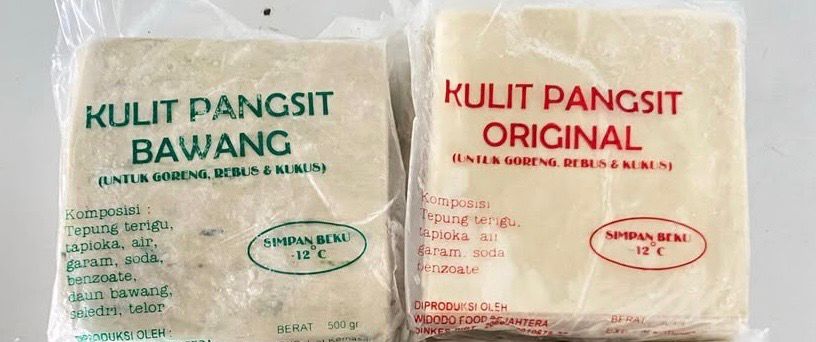 KULIT PANGSIT
BAWANG
(UNTUK GORENG, REBUS & KUKUS)
Komposisi :
Tepung terigu,
tapioka, air,
garam, soda,
benzoate,
daun bawang,
seledri, telor
SIMPAN BEKU
-12°C
DIPRODUKSI OLEH :
BERAT 500 gr
KULIT PANGSIT
ORIGINAL
(UNTUK GORENG, REBUS & KUKUS)
Komposisi
Tepung terigu,
tapioka air
garam, soda
benzoate
SIMPAN BEKU
-12°C
DIPRODUKSI OLEH
WIDODO FOOD SEJAHTERA
BERAT